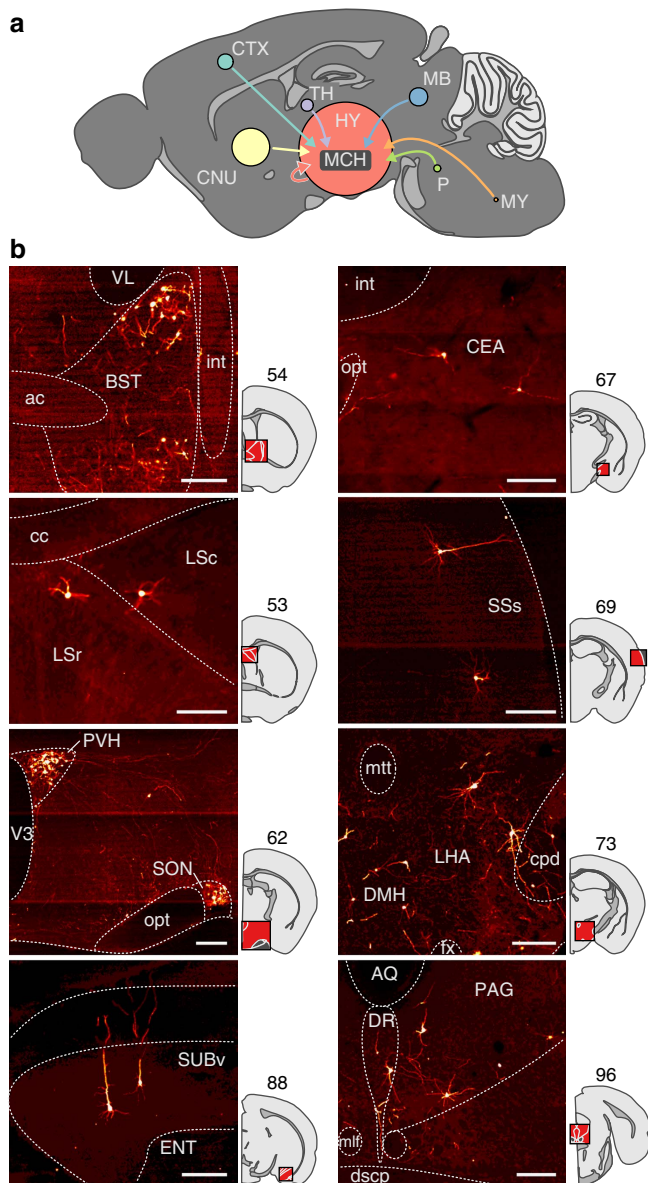 a
CTX
TH
MB
HY
MCH
CNU
P
MY
b
VL
BST
int
ac
54
int
CEA
opt
67
cc
LSc
LSr
53
SSs
69
PVH
V3
SON
opt
62
mtt
LHA
cpd
DMH
fx
73
SUBv
ENT
88
AQ
PAG
DR
mlf
dscp
96